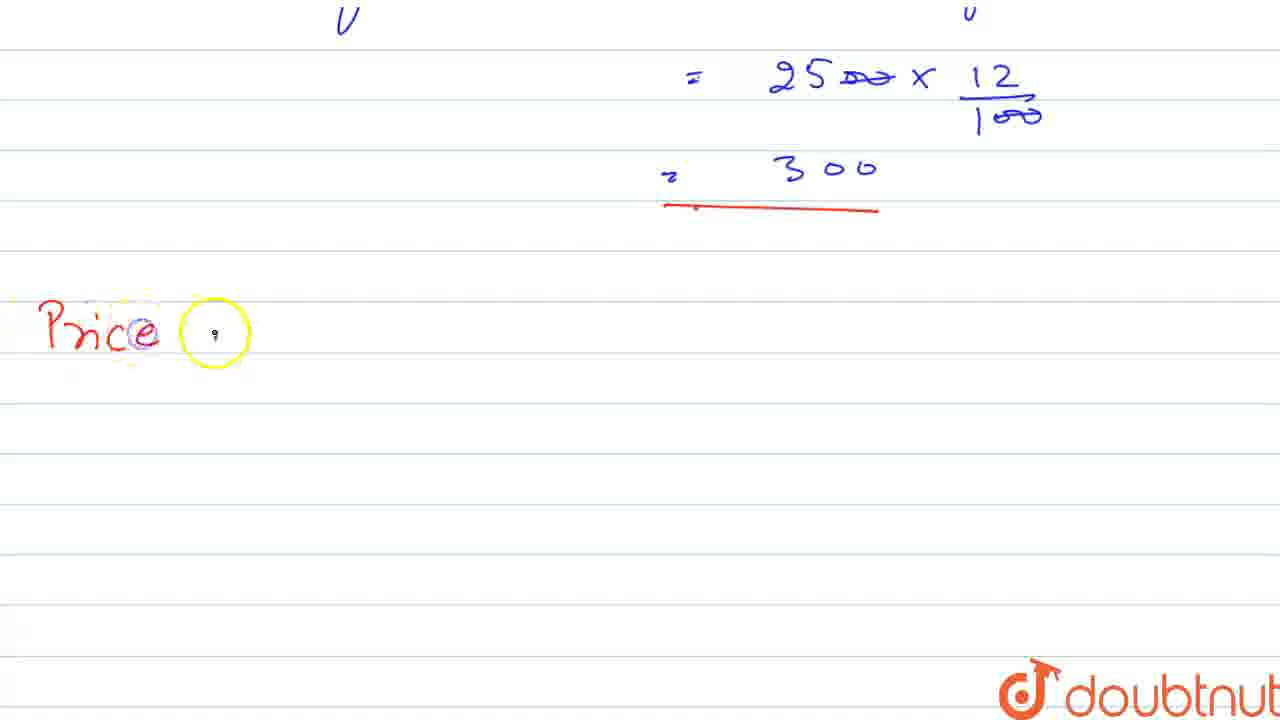 = 2500 × 12
100
= 300
Price
doubtnut